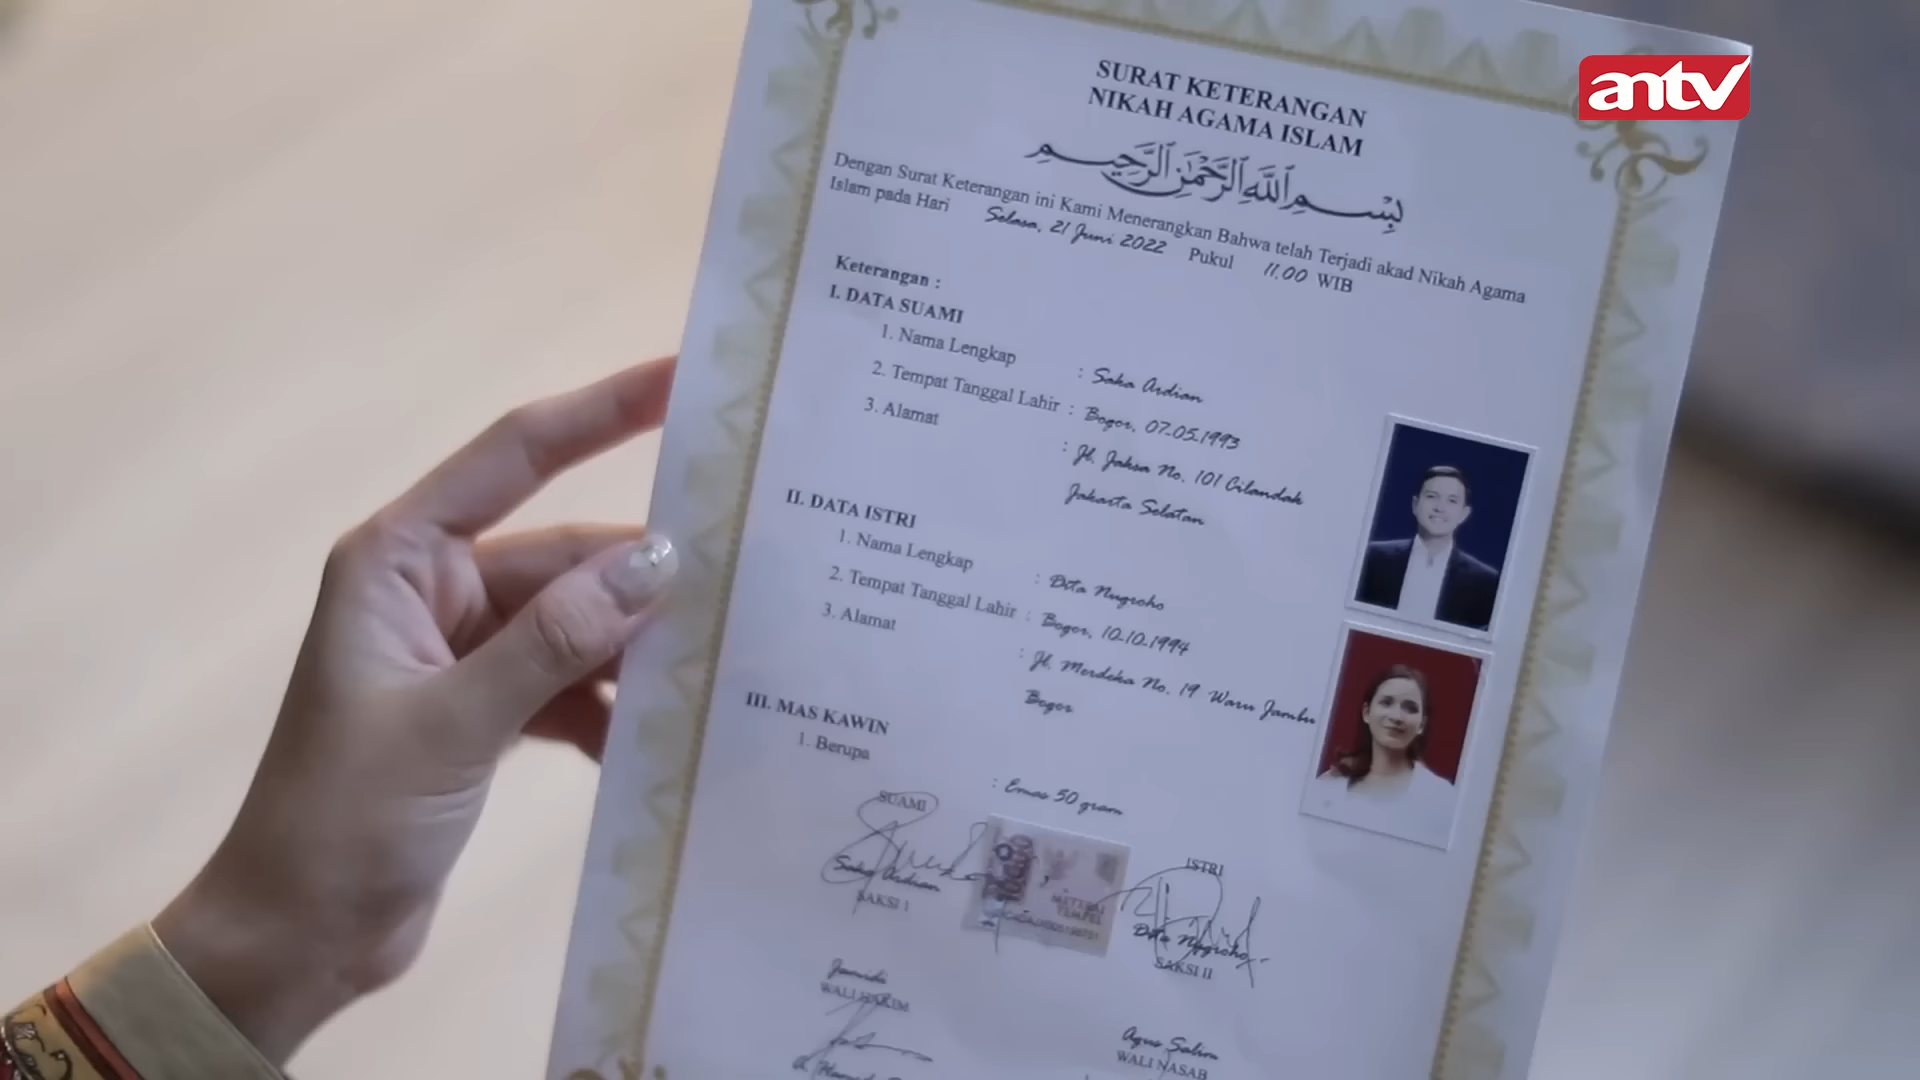 antv
SURAT KETERANGAN
NIKAH AGAMA ISLAM
بِسْمِ اللَّهِ الرَّحْمَٰنِ الرَّحِيمِ
Dengan Surat Keterangan ini Kami Menerangkan Bahwa telah Terjadi akad Nikah Agama
Islam pada Hari Selasa, 21 Juni 2022 Pukul 11.00 WIB
Keterangan :
I. DATA SUAMI
1. Nama Lengkap : Saka Ardian
2. Tempat Tanggal Lahir : Bogor, 07.05.1993
3. Alamat : Jl. Jaksa No. 101 Cilandak
Jakarta Selatan
II. DATA ISTRI
1. Nama Lengkap : Dita Nugroho
2. Tempat Tanggal Lahir : Bogor, 10.10.1994
3. Alamat : Jl. Merdeka No. 19 Waru Jambu
Bogor
III. MAS KAWIN
1. Berupa : Emas 50 gram
SUAMI
ISTRI
10000
METERAI
TEMPEL
Saka Ardian
Dita Nugroho
SAKSI I
SAKSI II
Agus Salim
WALI HAKIM
WALI NASAB